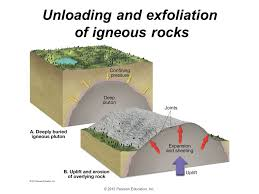 Unloading and exfoliation
of igneous rocks
Confining
pressure
Deep
pluton
Joints
A. Deeply buried
igneous pluton
Expansion
and sheeting
B. Uplift and erosion
of overlying rock
Uplift
© 2012 Pearson Education, Inc.